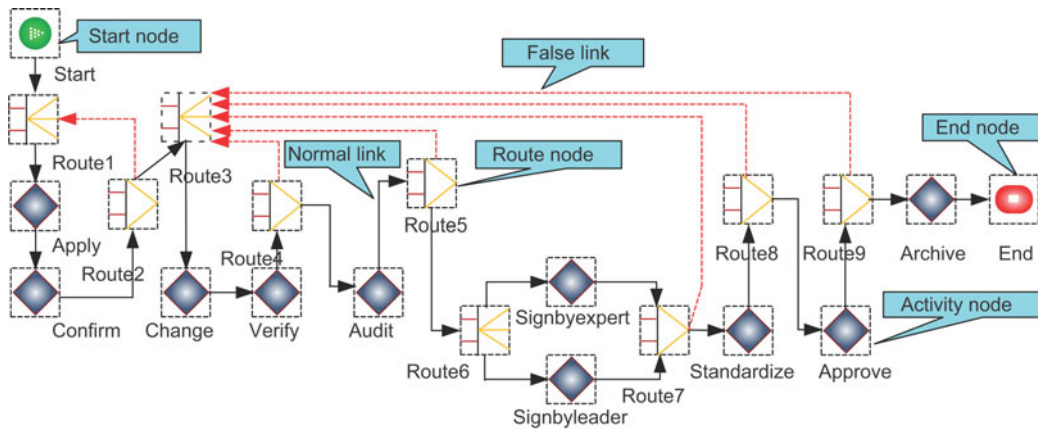 Start node
Start
False link
End node
Normal link
Route node
Route1
Route3
Route5
Apply
Route2
Route4
Route8
Route9
Archive
End
Confirm
Change
Verify
Audit
Signbyexpert
Activity node
Route6
Route7
Standardize
Approve
Signbyleader